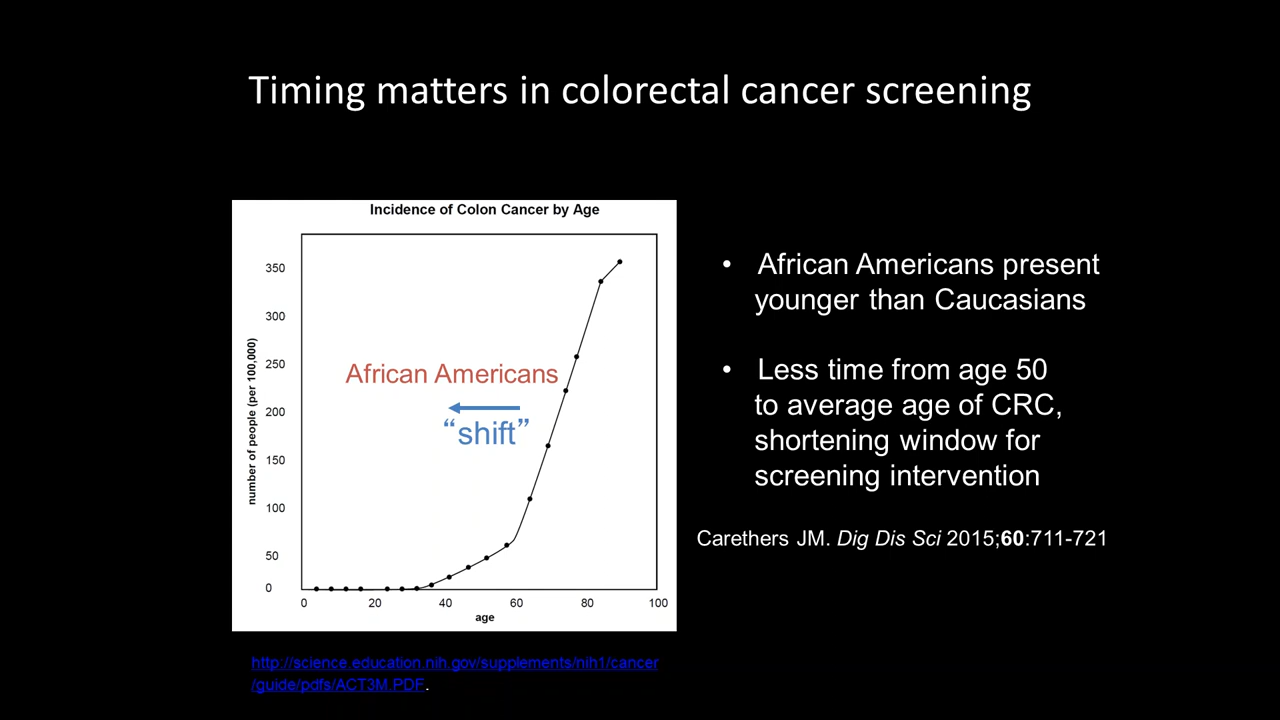 Timing matters in colorectal cancer screening
Incidence of Colon Cancer by Age
350
300
250
200
150
100
50
0
number of people (per 100,000)
African Americans
“shift”
0 20 40 60 80 100
age
• African Americans present
younger than Caucasians
• Less time from age 50
to average age of CRC,
shortening window for
screening intervention
Carethers JM. Dig Dis Sci 2015;60:711-721
http://science.education.nih.gov/supplements/nih1/cancer
/guide/pdfs/ACT3M.PDF.